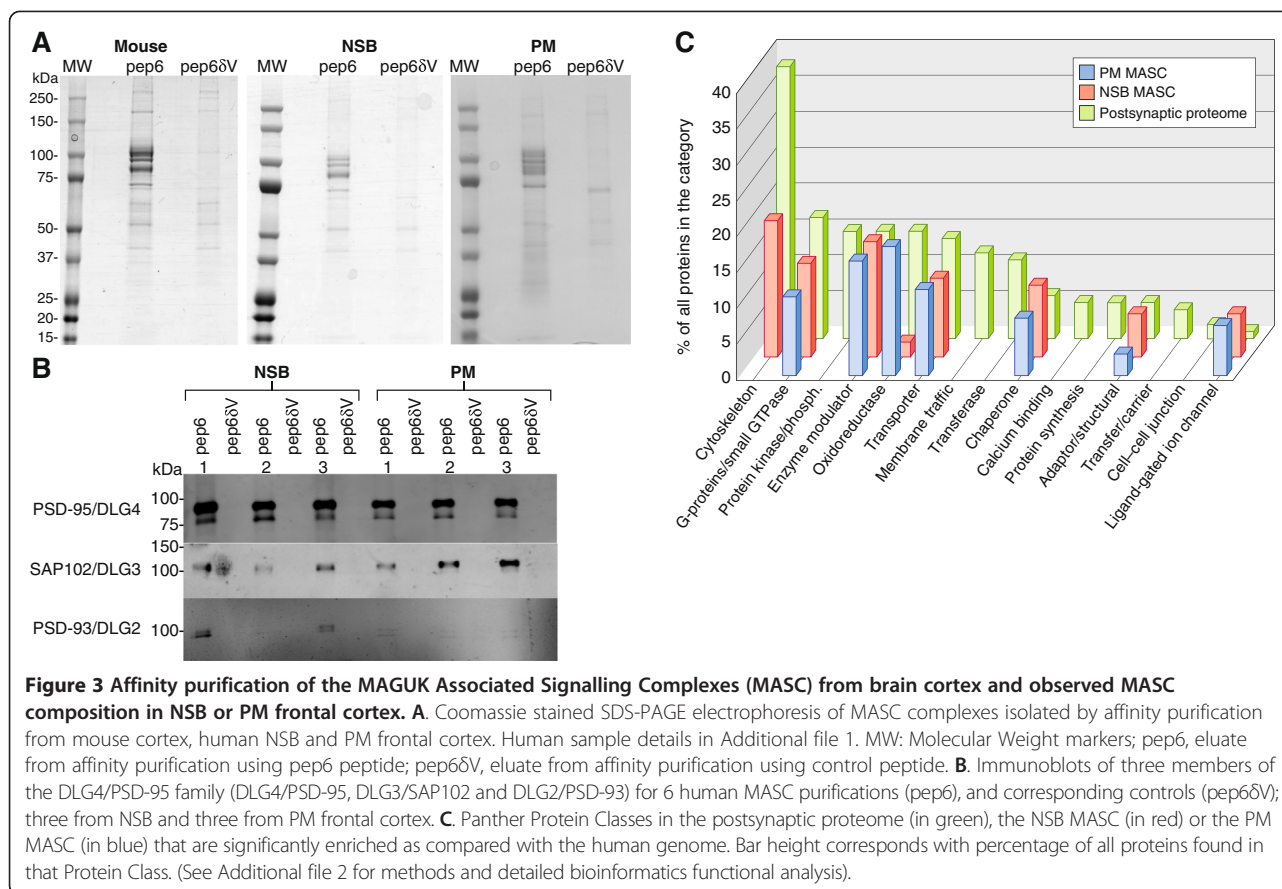 A
Mouse
NSB
PM
MW pep6 pep6δV
MW pep6 pep6δV
MW pep6 pep6δV
kDa
250-
150-
100-
75-
50-
37-
25-
20-
15-
B
NSB
PM
pep6 pep6δV pep6 pep6δV pep6 pep6δV pep6 pep6δV pep6 pep6δV pep6 pep6δV
kDa 1 2 3 1 2 3
PSD-95/DLG4
100-
75-
SAP102/DLG3
150-
100-
PSD-93/DLG2
100-
C
PM MASC
NSB MASC
Postsynaptic proteome
% of all proteins in the category
40
35
30
25
20
15
10
5
0
Cytoskeleton
G-proteins/small GTPase
Protein kinase/phosph.
Enzyme modulator
Oxidoreductase
Transporter
Membrane traffic
Transferase
Chaperone
Calcium binding
Protein synthesis
Adaptor/structural
Transfer/carrier
Cell–cell junction
Ligand-gated ion channel
Figure 3 Affinity purification of the MAGUK Associated Signalling Complexes (MASC) from brain cortex and observed MASC
composition in NSB or PM frontal cortex. A. Coomassie stained SDS-PAGE electrophoresis of MASC complexes isolated by affinity purification
from mouse cortex, human NSB and PM frontal cortex. Human sample details in Additional file 1. MW: Molecular Weight markers; pep6, eluate
from affinity purification using pep6 peptide; pep6δV, eluate from affinity purification using control peptide. B. Immunoblots of three members of
the DLG4/PSD-95 family (DLG4/PSD-95, DLG3/SAP102 and DLG2/PSD-93) for 6 human MASC purifications (pep6), and corresponding controls (pep6δV);
three from NSB and three from PM frontal cortex. C. Panther Protein Classes in the postsynaptic proteome (in green), the NSB MASC (in red) or the PM
MASC (in blue) that are significantly enriched as compared with the human genome. Bar height corresponds with percentage of all proteins found in
that Protein Class. (See Additional file 2 for methods and detailed bioinformatics functional analysis).